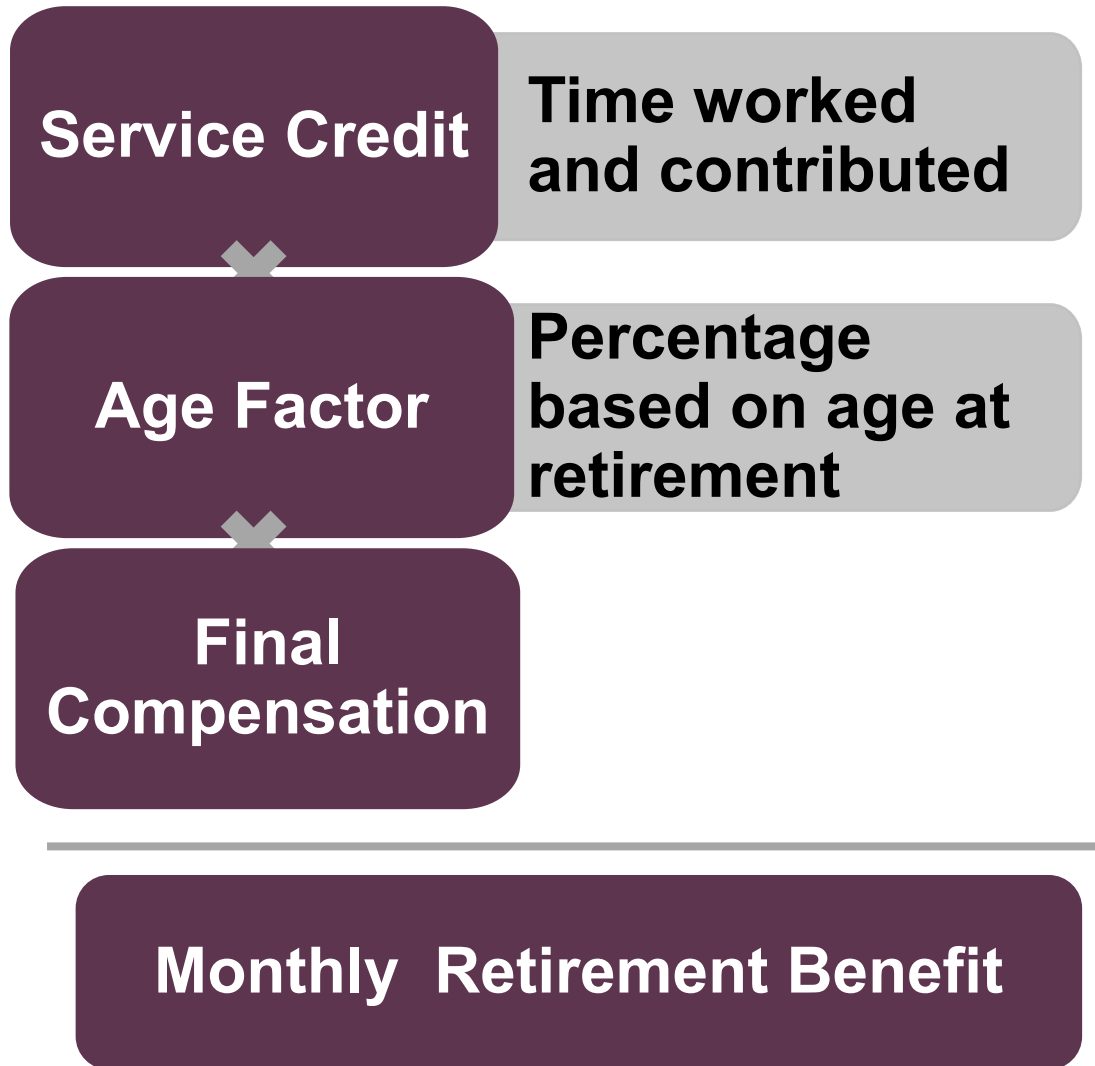 Service Credit
Time worked
and contributed
Age Factor
Percentage
based on age at
retirement
Final
Compensation
Monthly  Retirement Benefit